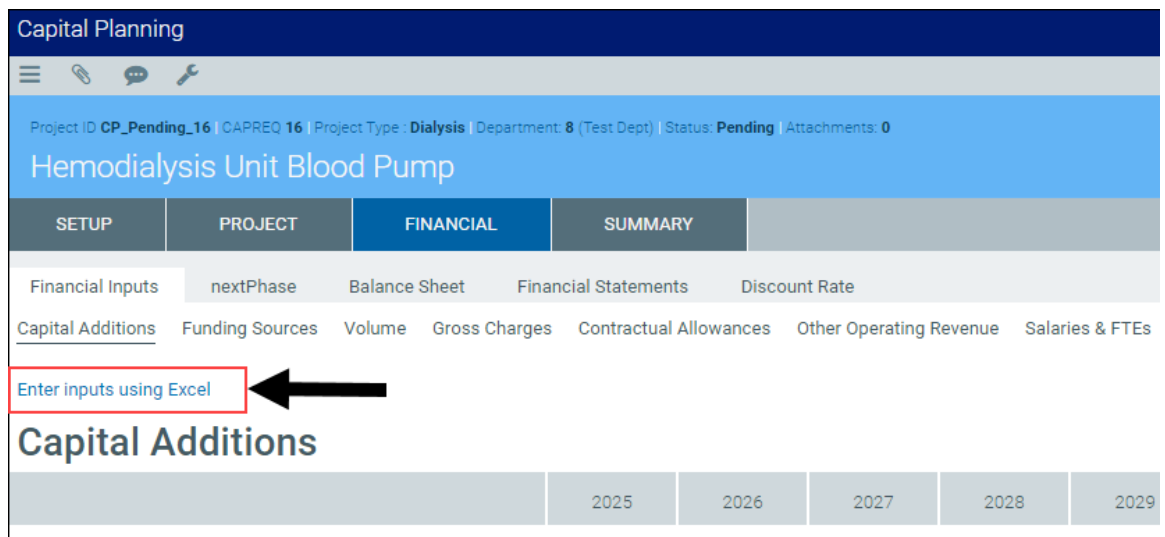 Capital Planning
Project ID CP_Pending_16 | CAPREQ 16 | Project Type : Dialysis | Department: 8 (Test Dept) | Status: Pending | Attachments: 0
Hemodialysis Unit Blood Pump
SETUP PROJECT FINANCIAL SUMMARY
Financial Inputs nextPhase Balance Sheet Financial Statements Discount Rate
Capital Additions Funding Sources Volume Gross Charges Contractual Allowances Other Operating Revenue Salaries & FTEs
Enter inputs using Excel
Capital Additions
2025 2026 2027 2028 2029